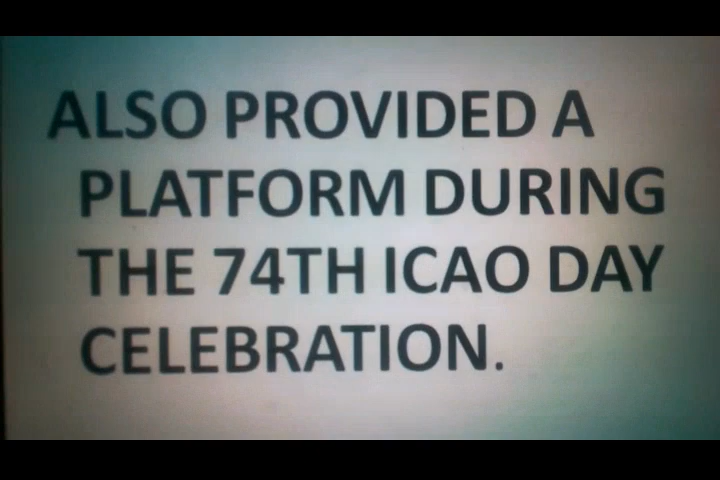 ALSO PROVIDED A
PLATFORM DURING
THE 74TH ICAO DAY
CELEBRATION.